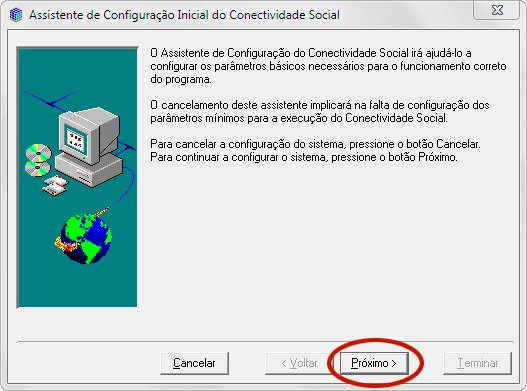 Assistente de Configuração Inicial do Conectividade Social
O Assistente de Configuração do Conectividade Social irá ajudá-lo a
configurar os parâmetros básicos necessários para o funcionamento correto
do programa.
O cancelamento deste assistente implicará na falta de configuração dos
parâmetros mínimos para a execução do Conectividade Social.
Para cancelar a configuração do sistema, pressione o botão Cancelar.
Para continuar a configurar o sistema, pressione o botão Próximo.
Cancelar
< Voltar
Próximo >
Terminar